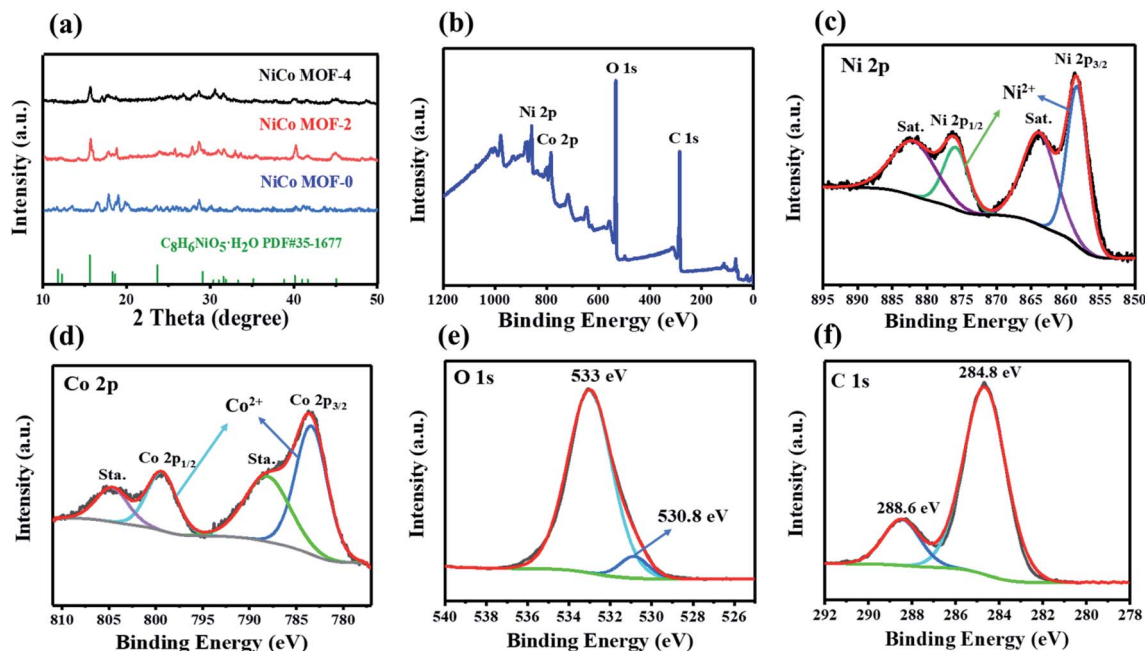 (a)
Intensity (a.u.)
NiCo MOF-4
NiCo MOF-2
NiCo MOF-0
C₈H₆NiO₅·H₂O PDF#35-1677
10 20 30 40 50
2 Theta (degree)
(b)
Intensity (a.u.)
O 1s
C 1s
Ni 2p
Co 2p
1200 1000 800 600 400 200 0
Binding Energy (eV)
(c)
Intensity (a.u.)
Ni 2p
Ni 2p₃/₂
Ni²⁺
Sat. Ni 2p₁/₂ Sat.
895 885 880 875 870 865 860 855 850
Binding Energy (eV)
(d)
Intensity (a.u.)
Co 2p
Co 2p₃/₂
Co²⁺
Sta. Co 2p₁/₂ Sta.
810 805 800 795 790 785 780
Binding Energy (eV)
(e)
Intensity (a.u.)
O 1s
533 eV
530.8 eV
540 538 536 534 532 530 528 526
Binding Energy (eV)
(f)
Intensity (a.u.)
C 1s
284.8 eV
288.6 eV
292 290 288 286 284 282 280 278
Binding Energy (eV)